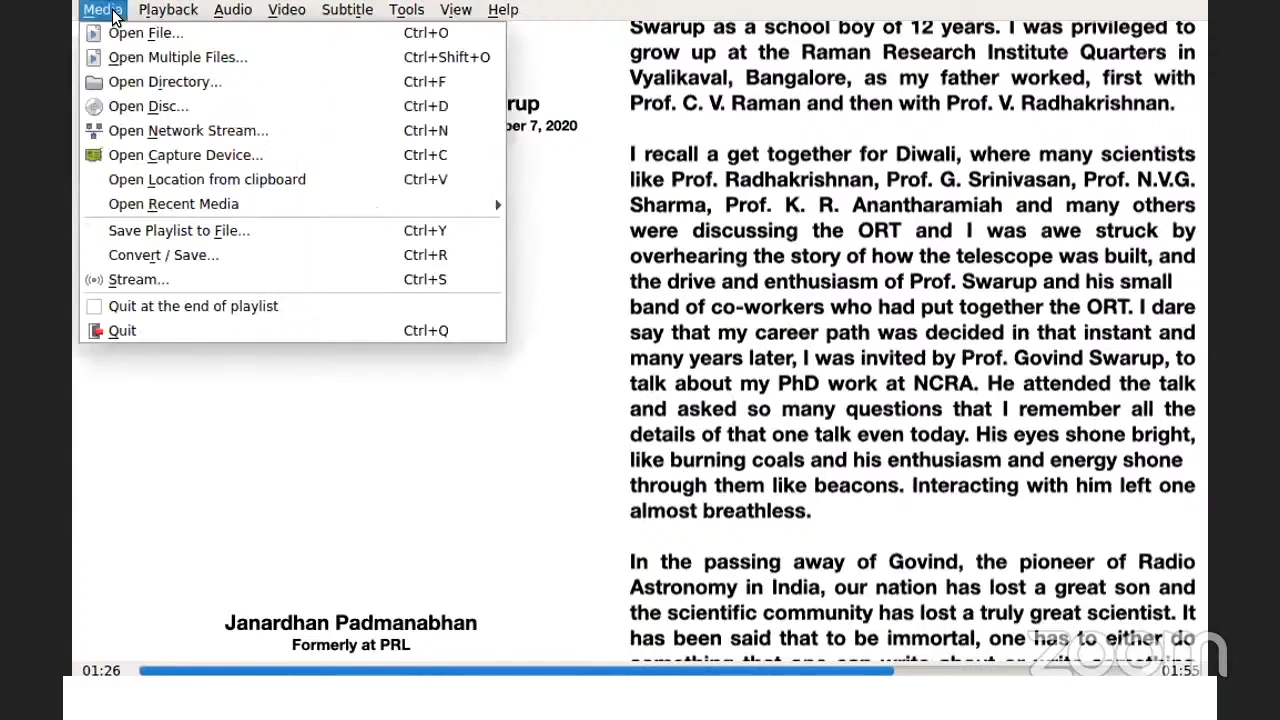 Media Playback Audio Video Subtitle Tools View Help
Open File... Ctrl+O
Open Multiple Files... Ctrl+Shift+O
Open Directory... Ctrl+F
Open Disc... Ctrl+D
Open Network Stream... Ctrl+N
Open Capture Device... Ctrl+C
Open Location from clipboard Ctrl+V
Open Recent Media
Save Playlist to File... Ctrl+Y
Convert / Save... Ctrl+R
Stream... Ctrl+S
Quit at the end of playlist
Quit Ctrl+Q
7, 2020
Janardhan Padmanabhan
Formerly at PRL
Swarup as a school boy of 12 years. I was privileged to
grow up at the Raman Research Institute Quarters in
Vyalikaval, Bangalore, as my father worked, first with
Prof. C. V. Raman and then with Prof. V. Radhakrishnan.
I recall a get together for Diwali, where many scientists
like Prof. Radhakrishnan, Prof. G. Srinivasan, Prof. N.V.G.
Sharma, Prof. K. R. Anantharamiah and many others
were discussing the ORT and I was awe struck by
overhearing the story of how the telescope was built, and
the drive and enthusiasm of Prof. Swarup and his small
band of co-workers who had put together the ORT. I dare
say that my career path was decided in that instant and
many years later, I was invited by Prof. Govind Swarup, to
talk about my PhD work at NCRA. He attended the talk
and asked so many questions that I remember all the
details of that one talk even today. His eyes shone bright,
like burning coals and his enthusiasm and energy shone
through them like beacons. Interacting with him left one
almost breathless.
In the passing away of Govind, the pioneer of Radio
Astronomy in India, our nation has lost a great son and
the scientific community has lost a truly great scientist. It
has been said that to be immortal, one has to either do
something that one can write about or write something
zoom
01:26 01:55